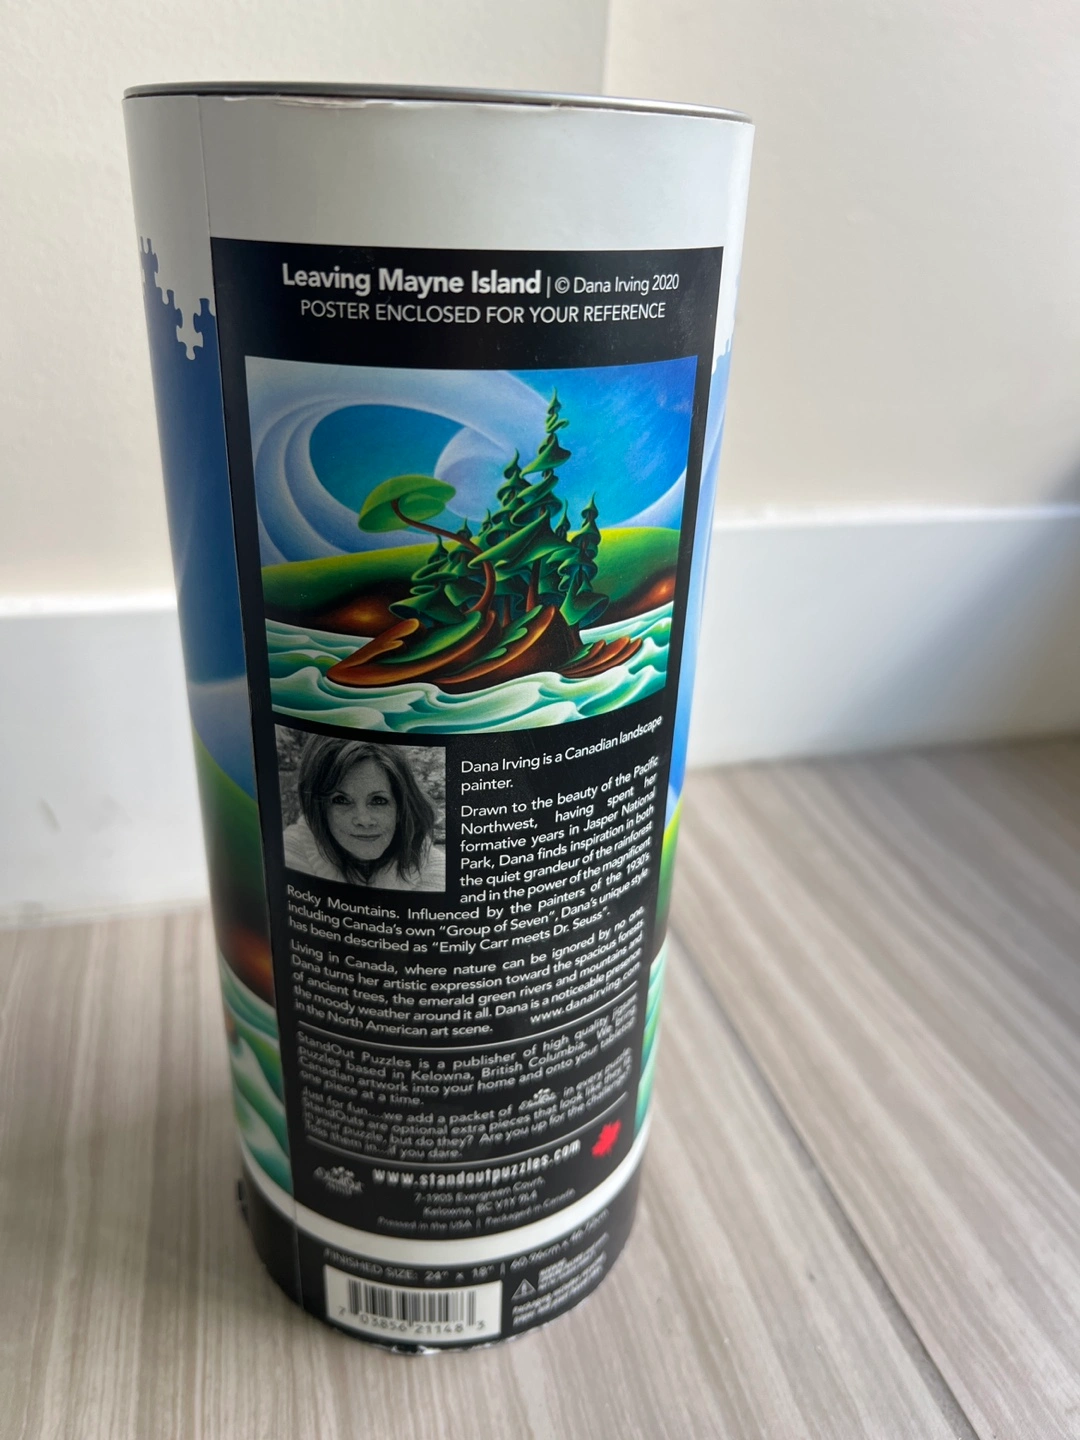 Leaving Mayne Island | © Dana Irving 2020
POSTER ENCLOSED FOR YOUR REFERENCE
Dana Irving is a Canadian landscape
painter.
Drawn to the beauty of the Pacific
Northwest, having spent her
formative years in Jasper National
Park, Dana finds inspiration in both
the quiet grandeur of the rainforest
and in the power of the magnificent
Rocky Mountains. Influenced by the painters of the 1930's
including Canada's own "Group of Seven", Dana's unique style
has been described as "Emily Carr meets Dr. Seuss".
Living in Canada, where nature can be ignored by no one,
Dana turns her artistic expression toward the spacious forests
of ancient trees, the emerald green rivers and mountains and
the moody weather around it all. Dana is a noticeable presence
in the North American art scene. www.danairving.com
StandOut Puzzles is a publisher of high quality jigsaw
puzzles based in Kelowna, British Columbia. We bring
Canadian artwork into your home and onto your tabletop
one piece at a time.
Just for fun....we add a packet of in every puzzle.
StandOuts are optional extra pieces that look like they fit
in your puzzle, but do they? Are you up for the challenge?
Toss them in...if you dare.
www.standoutpuzzles.com
7-1905 Evergreen Court,
Kelowna, BC V1Y 9L4
Printed in the USA | Packaged in Canada
FINISHED SIZE: 24" x 18" | 60.96cm x 45.72cm
7 03856 21148 3